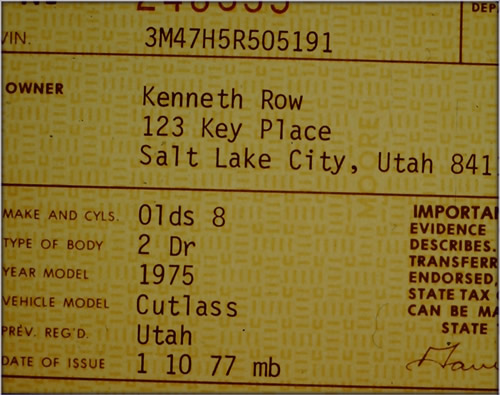 DEP
VIN. 3M47H5R505191
OWNER
Kenneth Row
123 Key Place
Salt Lake City, Utah 841
MAKE AND CYLS. Olds 8
TYPE OF BODY 2 Dr
YEAR MODEL 1975
VEHICLE MODEL Cutlass
PREV. REG'D. Utah
DATE OF ISSUE 1 10 77 mb
IMPORTA
EVIDENCE
DESCRIBES.
TRANSFERR
ENDORSED,
STATE TAX
CAN BE MA
STATE